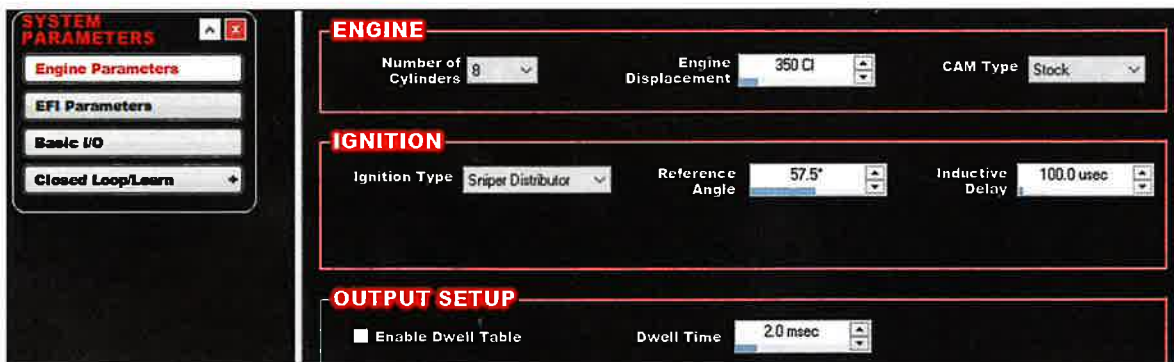 SYSTEM
PARAMETERS
Engine Parameters
EFI Parameters
Basic I/O
Closed Loop/Learn
ENGINE
Number of
Cylinders 8
Engine
Displacement 350 CI
CAM Type Stock
IGNITION
Ignition Type Sniper Distributor
Reference
Angle 57.5°
Inductive
Delay 100.0 usec
OUTPUT SETUP
Enable Dwell Table
Dwell Time 2.0 msec